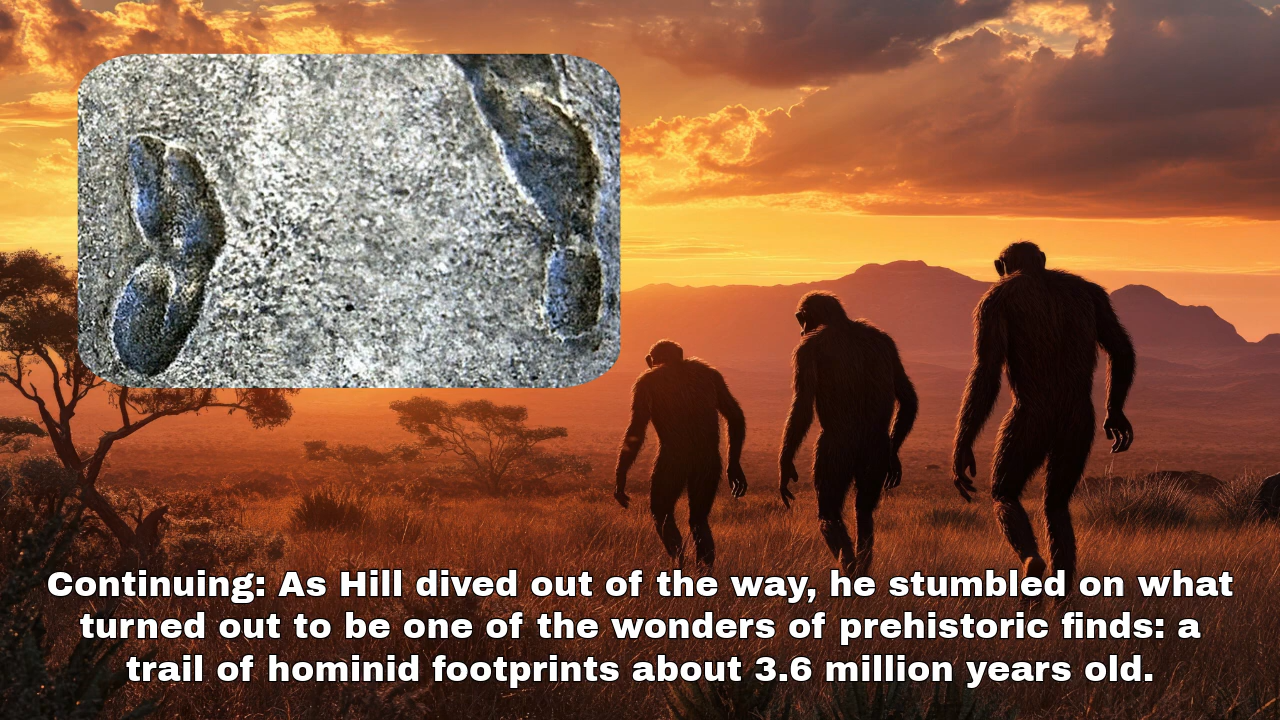 Continuing: As Hill dived out of the way, he stumbled on what
turned out to be one of the wonders of prehistoric finds: a
trail of hominid footprints about 3.6 million years old.